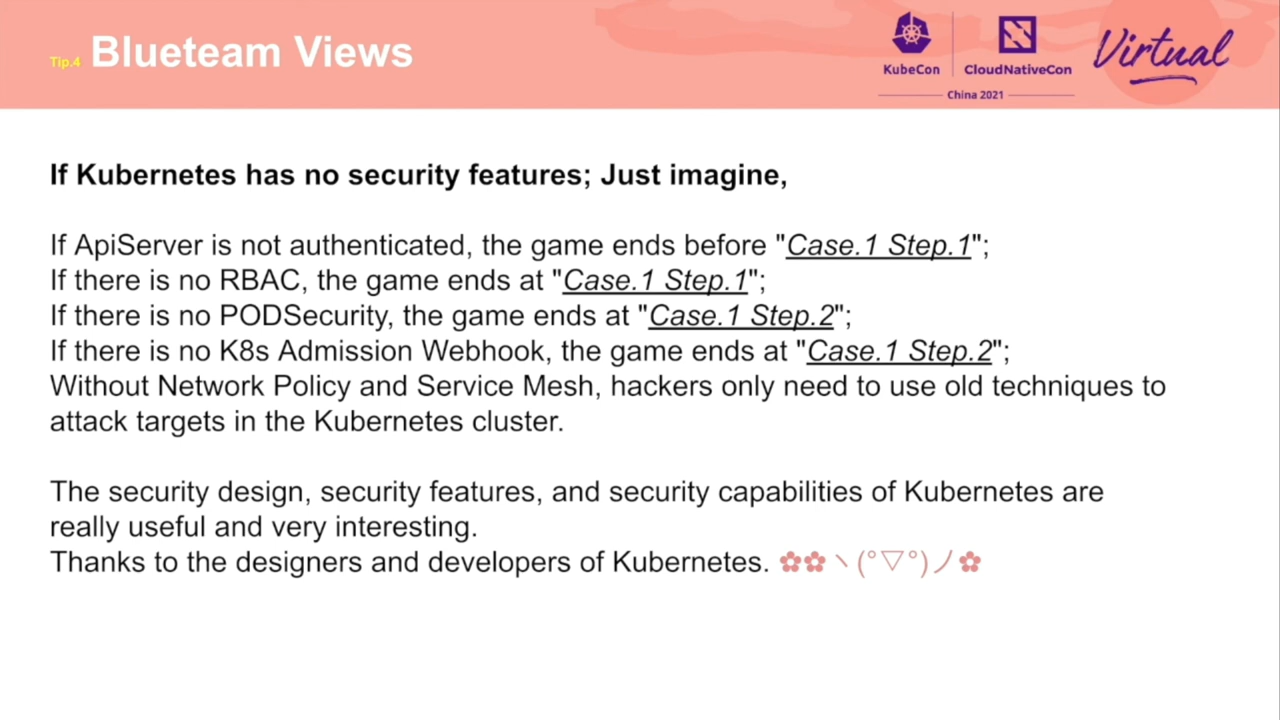 Tip.4 Blueteam Views
KubeCon
CloudNativeCon
China 2021
Virtual
If Kubernetes has no security features; Just imagine,
If ApiServer is not authenticated, the game ends before "Case.1 Step.1";
If there is no RBAC, the game ends at "Case.1 Step.1";
If there is no PODSecurity, the game ends at "Case.1 Step.2";
If there is no K8s Admission Webhook, the game ends at "Case.1 Step.2";
Without Network Policy and Service Mesh, hackers only need to use old techniques to
attack targets in the Kubernetes cluster.
The security design, security features, and security capabilities of Kubernetes are
really useful and very interesting.
Thanks to the designers and developers of Kubernetes. ✿✿ヽ(°▽°)ノ✿